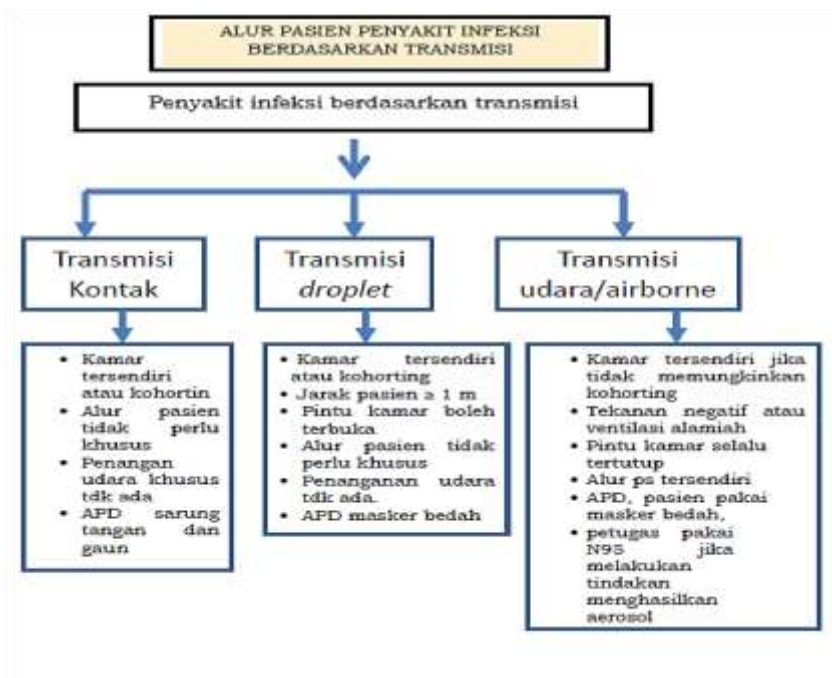 ALUR PASIEN PENYAKIT INFEKSI
BERDASARKAN TRANSMISI
Penyakit infeksi berdasarkan transmisi
Transmisi
Kontak
• Kamar
tersendiri
atau kohortin
• Alur pasien
tidak perlu
khusus
• Penangan
udara khusus
tdk ada
• APD sarung
tangan dan
gaun
Transmisi
droplet
• Kamar tersendiri
atau kohorting
• Jarak pasien ≥ 1 m
• Pintu kamar boleh
terbuka
• Alur pasien tidak
perlu khusus
• Penanganan udara
tdk ada.
• APD masker bedah
Transmisi
udara/airborne
• Kamar tersendiri jika
tidak memungkinkan
kohorting
• Tekanan negatif atau
ventilasi alamiah
• Pintu kamar selalu
tertutup
• Alur ps tersendiri
• APD, pasien pakai
masker bedah,
• petugas pakai
N95 jika
melakukan
tindakan
menghasilkan
aerosol